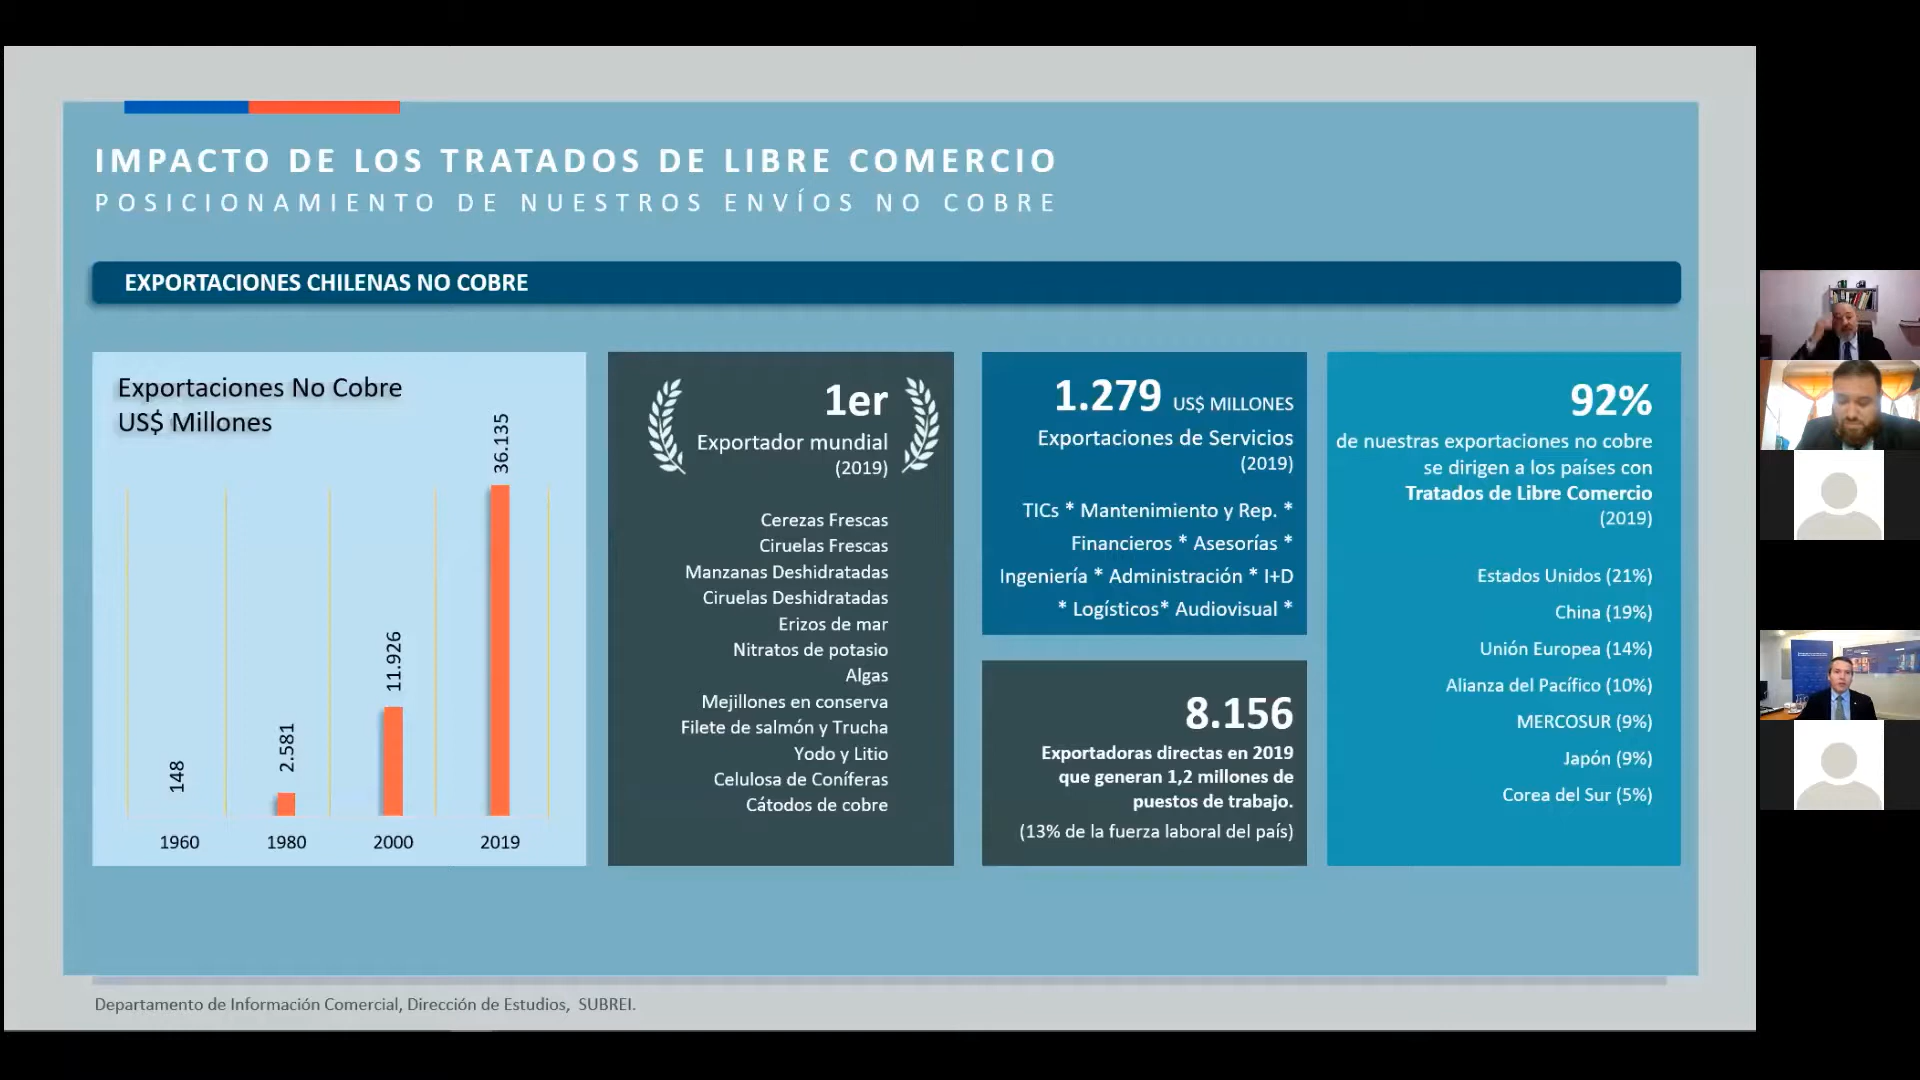 IMPACTO DE LOS TRATADOS DE LIBRE COMERCIO
POSICIONAMIENTO DE NUESTROS ENVÍOS NO COBRE
EXPORTACIONES CHILENAS NO COBRE
Exportaciones No Cobre
US$ Millones
148
2.581
11.926
36.135
1960
1980
2000
2019
1er
Exportador mundial
(2019)
Cerezas Frescas
Ciruelas Frescas
Manzanas Deshidratadas
Ciruelas Deshidratadas
Erizos de mar
Nitratos de potasio
Algas
Mejillones en conserva
Filete de salmón y Trucha
Yodo y Litio
Celulosa de Coníferas
Cátodos de cobre
1.279 US$ MILLONES
Exportaciones de Servicios
(2019)
TICs * Mantenimiento y Rep. *
Financieros * Asesorías *
Ingeniería * Administración * I+D
* Logísticos* Audiovisual *
8.156
Exportadoras directas en 2019
que generan 1,2 millones de
puestos de trabajo.
(13% de la fuerza laboral del país)
92%
de nuestras exportaciones no cobre
se dirigen a los países con
Tratados de Libre Comercio
(2019)
Estados Unidos (21%)
China (19%)
Unión Europea (14%)
Alianza del Pacífico (10%)
MERCOSUR (9%)
Japón (9%)
Corea del Sur (5%)
Departamento de Información Comercial, Dirección de Estudios, SUBREI.